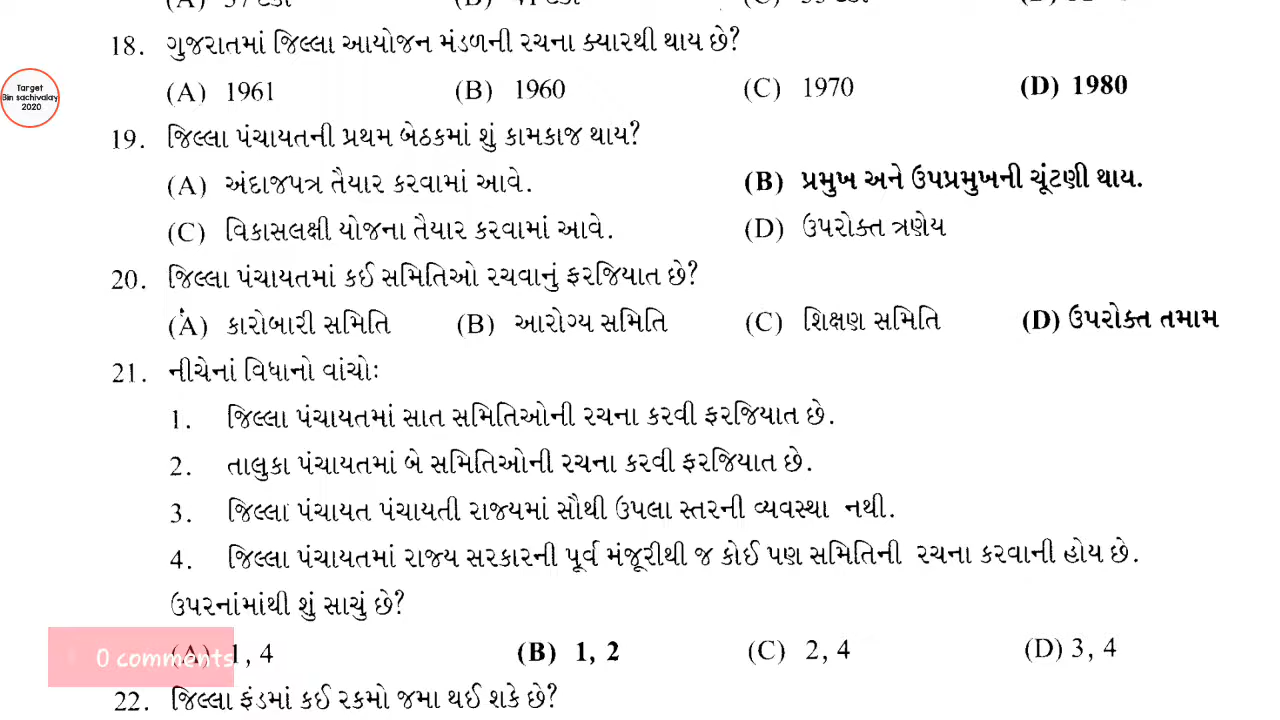 18. ગુજરાતમાં જિલ્લા આયોજન મંડળની રચના ક્યારથી થાય છે?
Target
Bin sachivalay
2020
(A) 1961 (B) 1960 (C) 1970 (D) 1980
19. જિલ્લા પંચાયતની પ્રથમ બેઠકમાં શું કામકાજ થાય?
(A) અંદાજપત્ર તૈયાર કરવામાં આવે. (B) પ્રમુખ અને ઉપપ્રમુખની ચૂંટણી થાય.
(C) વિકાસલક્ષી યોજના તૈયાર કરવામાં આવે. (D) ઉપરોક્ત ત્રણેય
20. જિલ્લા પંચાયતમાં કઈ સમિતિઓ રચવાનું ફરજિયાત છે?
(A) કારોબારી સમિતિ (B) આરોગ્ય સમિતિ (C) શિક્ષણ સમિતિ (D) ઉપરોક્ત તમામ
21. નીચેનાં વિધાનો વાંચોઃ
1. જિલ્લા પંચાયતમાં સાત સમિતિઓની રચના કરવી ફરજિયાત છે.
2. તાલુકા પંચાયતમાં બે સમિતિઓની રચના કરવી ફરજિયાત છે.
3. જિલ્લા પંચાયત પંચાયતી રાજ્યમાં સૌથી ઉપલા સ્તરની વ્યવસ્થા નથી.
4. જિલ્લા પંચાયતમાં રાજ્ય સરકારની પૂર્વ મંજૂરીથી જ કોઈ પણ સમિતિની રચના કરવાની હોય છે.
ઉપરનાંમાંથી શું સાચું છે?
(A) 1, 4 (B) 1, 2 (C) 2, 4 (D) 3, 4
0 comments
22. જિલ્લા ફંડમાં કઈ રકમો જમા થઈ શકે છે?